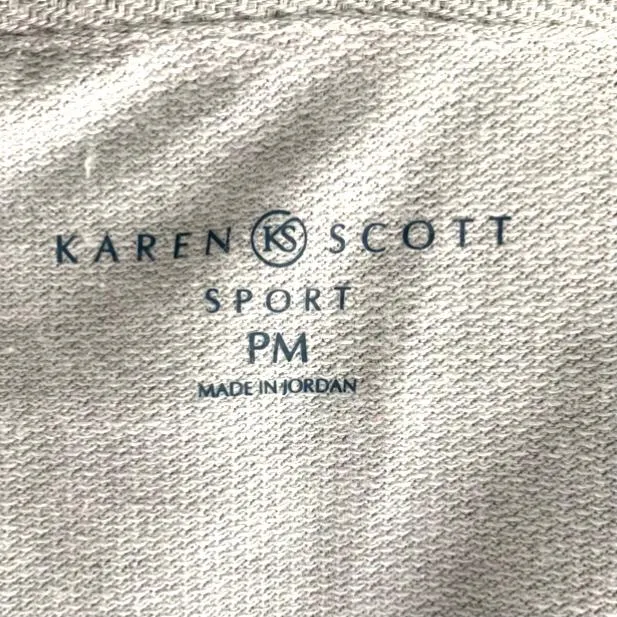 KAREN KS SCOTT
SPORT
PM
MADE IN JORDAN